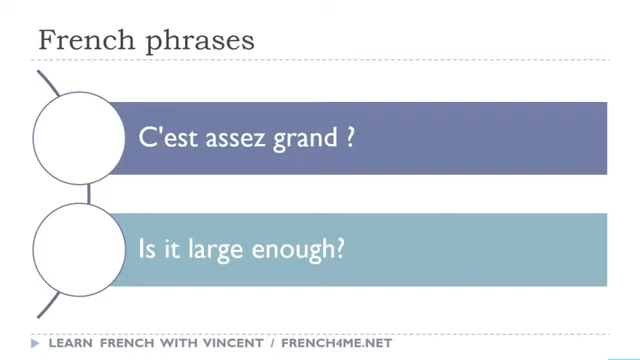 French phrases
C'est assez grand ?
Is it large enough?
LEARN FRENCH WITH VINCENT / FRENCH4ME.NET